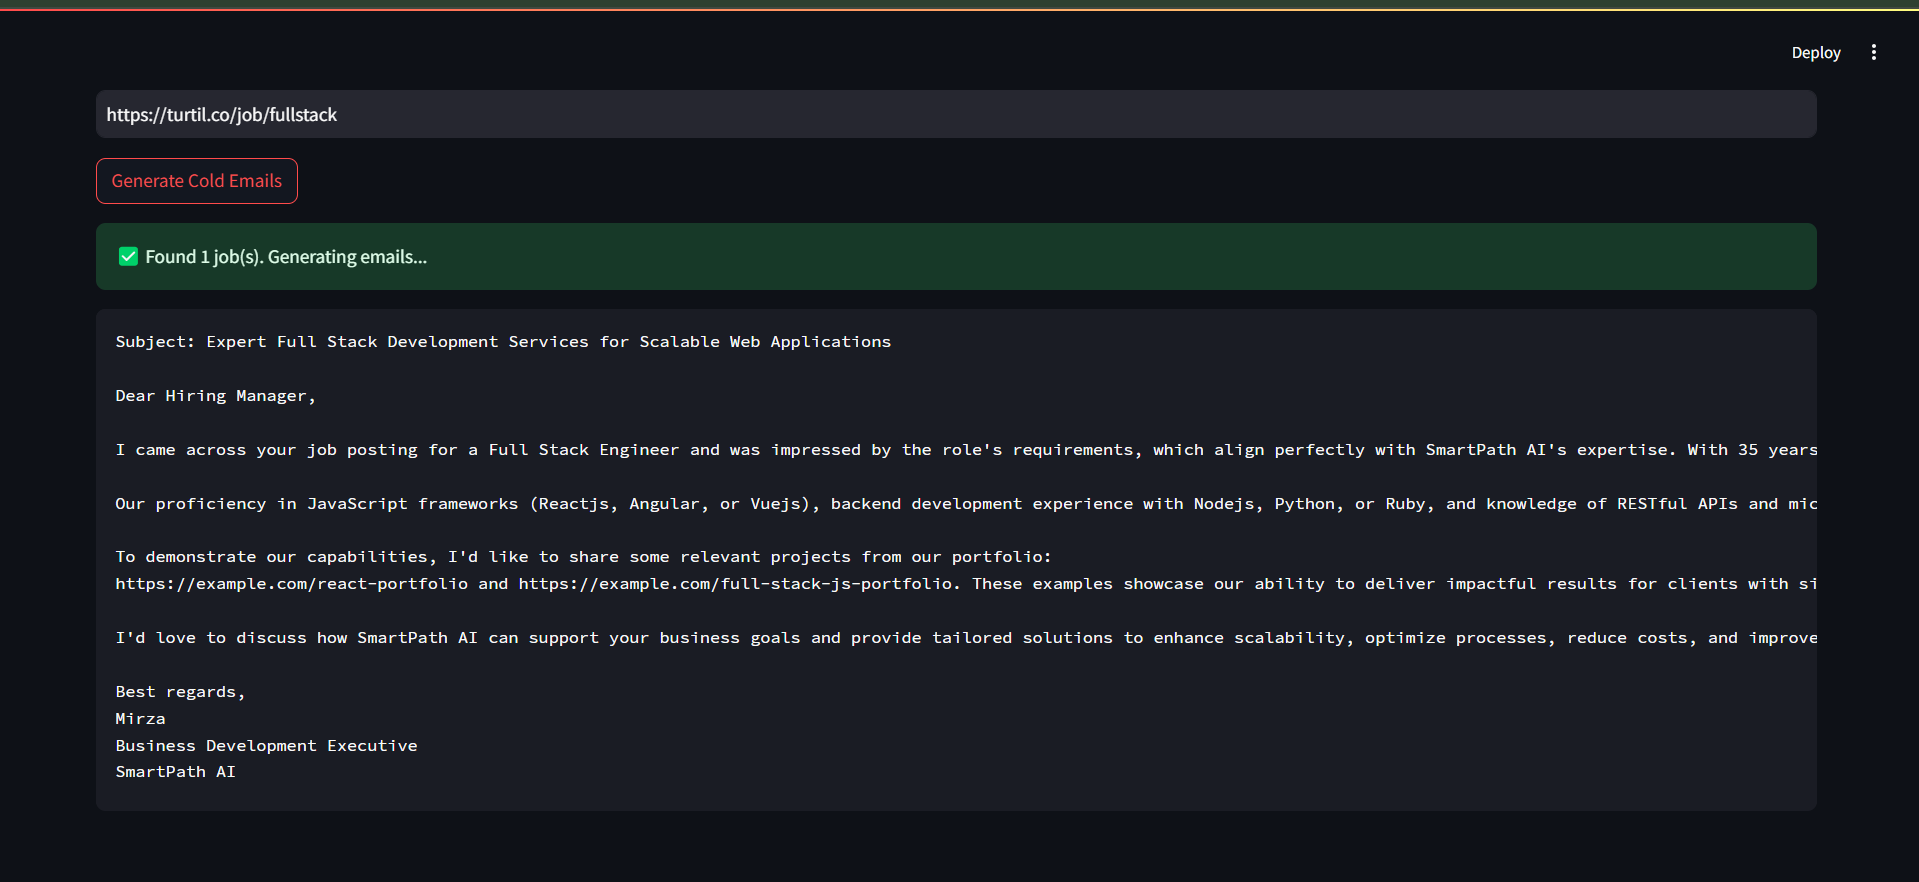 Deploy
https://turtil.co/job/fullstack
Generate Cold Emails
Found 1 job(s). Generating emails...
Subject: Expert Full Stack Development Services for Scalable Web Applications
Dear Hiring Manager,
I came across your job posting for a Full Stack Engineer and was impressed by the role's requirements, which align perfectly with SmartPath AI's expertise. With 35 years
Our proficiency in JavaScript frameworks (Reactjs, Angular, or Vuejs), backend development experience with Nodejs, Python, or Ruby, and knowledge of RESTful APIs and mic
To demonstrate our capabilities, I'd like to share some relevant projects from our portfolio:
https://example.com/react-portfolio and https://example.com/full-stack-js-portfolio. These examples showcase our ability to deliver impactful results for clients with si
I'd love to discuss how SmartPath AI can support your business goals and provide tailored solutions to enhance scalability, optimize processes, reduce costs, and improve
Best regards,
Mirza
Business Development Executive
SmartPath AI